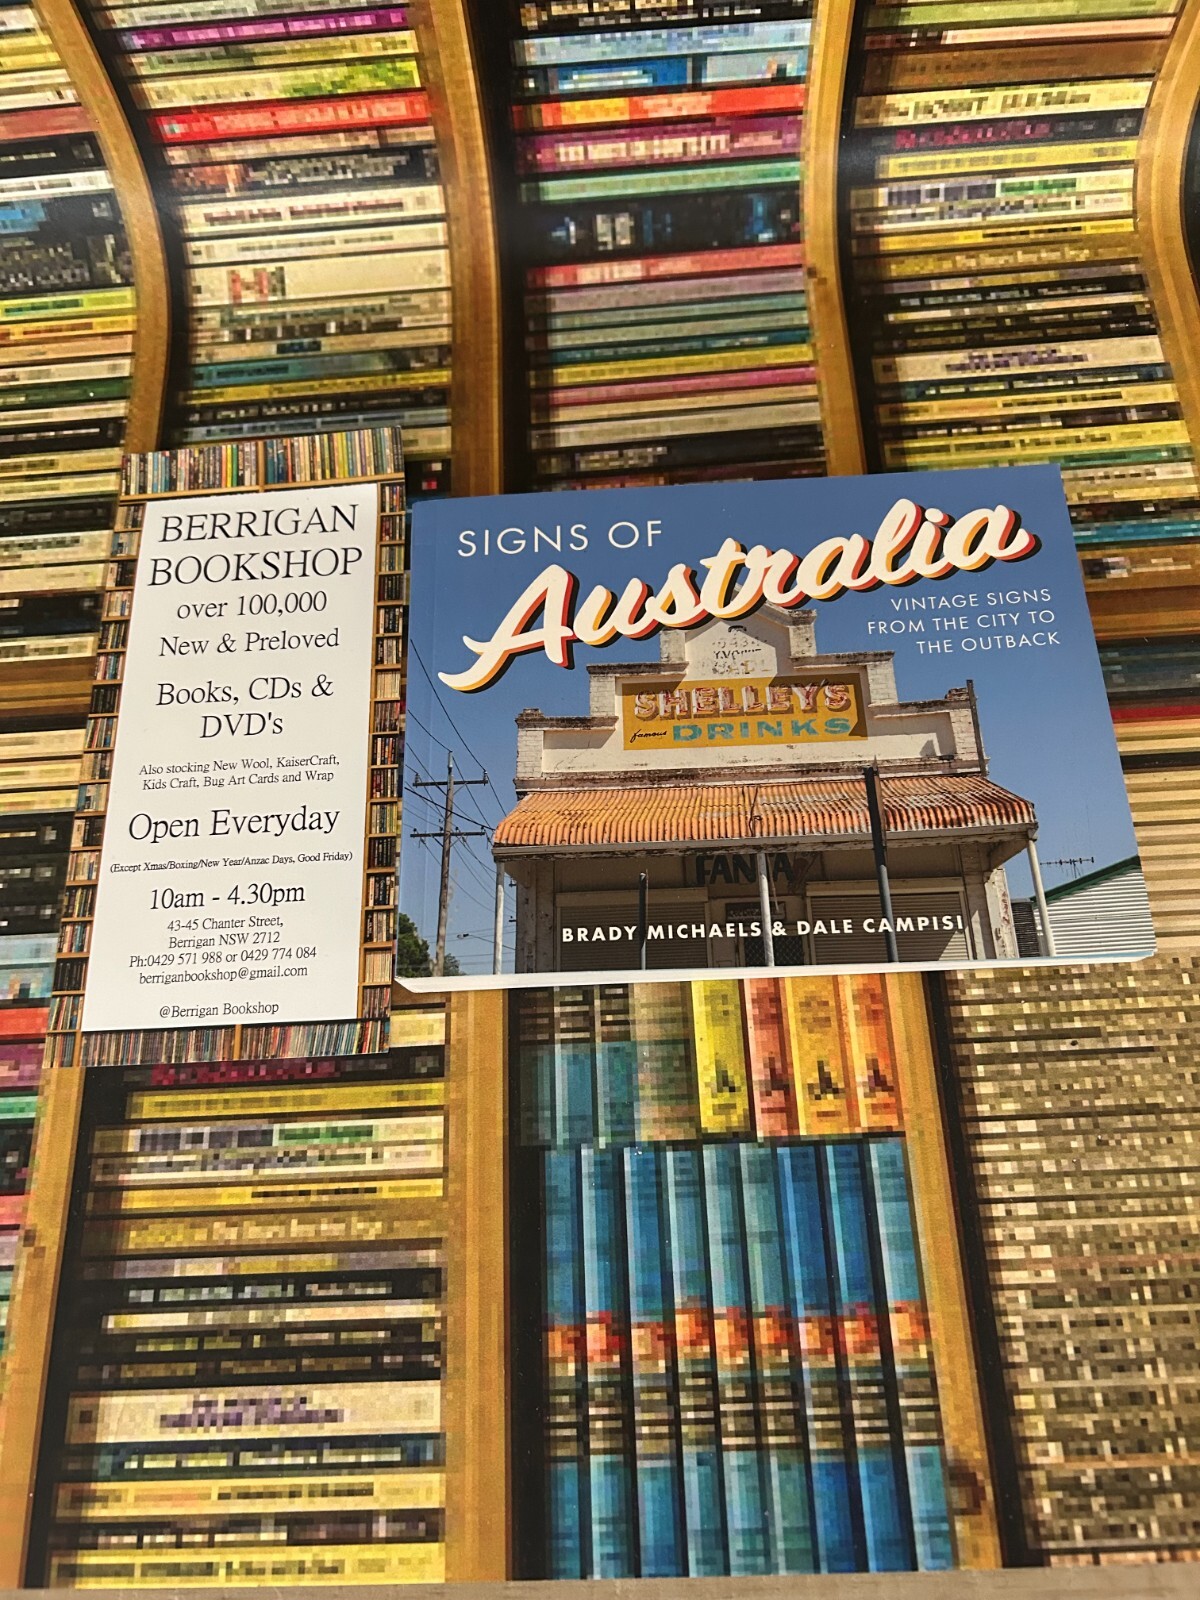 BERRIGAN
BOOKSHOP
over 100,000
New & Preloved
Books, CDs &
DVD's
Also stocking New Wool, KaiserCraft,
Kids Craft, Bug Art Cards and Wrap
Open Everyday
(Except Xmas/Boxing/New Year/Anzac Days, Good Friday)
10am - 4.30pm
43-45 Chanter Street,
Berrigan NSW 2712
Ph:0429 571 988 or 0429 774 084
berriganbookshop@gmail.com
@Berrigan Bookshop
SIGNS OF
Australia
VINTAGE SIGNS
FROM THE CITY TO
THE OUTBACK
SHELLEY'S
famous DRINKS
FANTA
BRADY MICHAELS & DALE CAMPISI